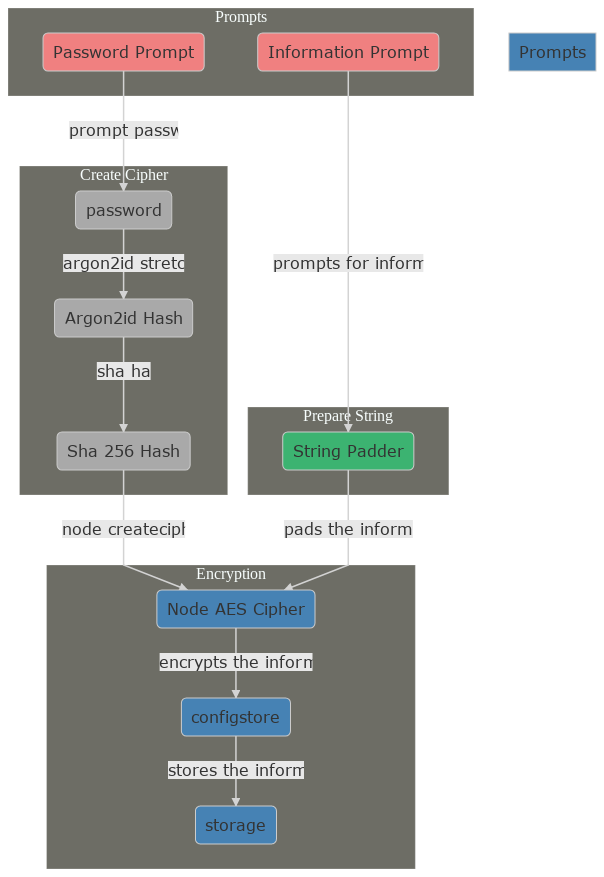 Prompts
Password Prompt
Information Prompt
Prompts
prompt passw
Create Cipher
password
argon2id stretc
prompts for inform
Argon2id Hash
sha ha
Prepare String
Sha 256 Hash
String Padder
node createciph
pads the inform
Encryption
Node AES Cipher
encrypts the inform
configstore
stores the inform
storage